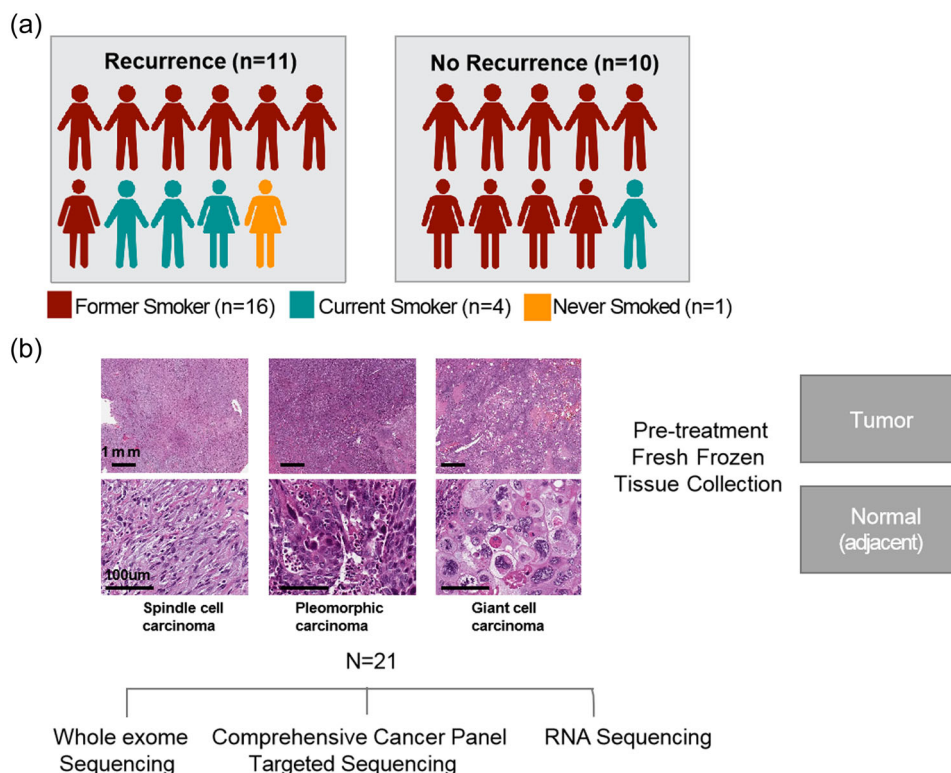 (a)
Recurrence (n=11)
No Recurrence (n=10)
Former Smoker (n=16)
Current Smoker (n=4)
Never Smoked (n=1)
(b)
1 mm
100um
Spindle cell
carcinoma
Pleomorphic
carcinoma
Giant cell
carcinoma
Pre-treatment
Fresh Frozen
Tissue Collection
Tumor
Normal
(adjacent)
N=21
Whole exome
Sequencing
Comprehensive Cancer Panel
Targeted Sequencing
RNA Sequencing